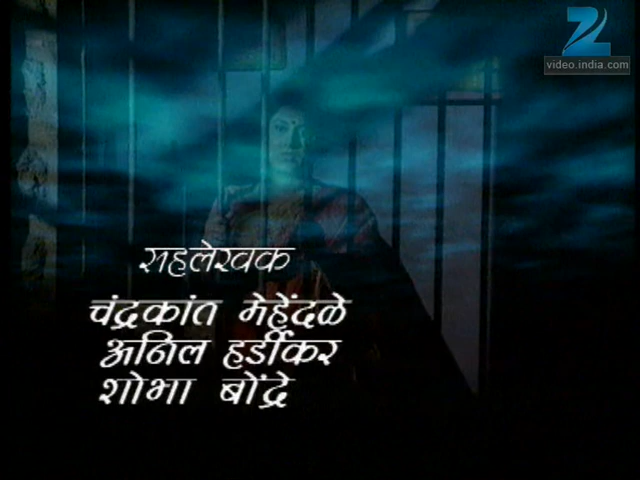 Z
video.india.com
सहलेखक
चंद्रकांत मेहेंदळे
अनिल हर्डीकर
शोभा बोंद्रे